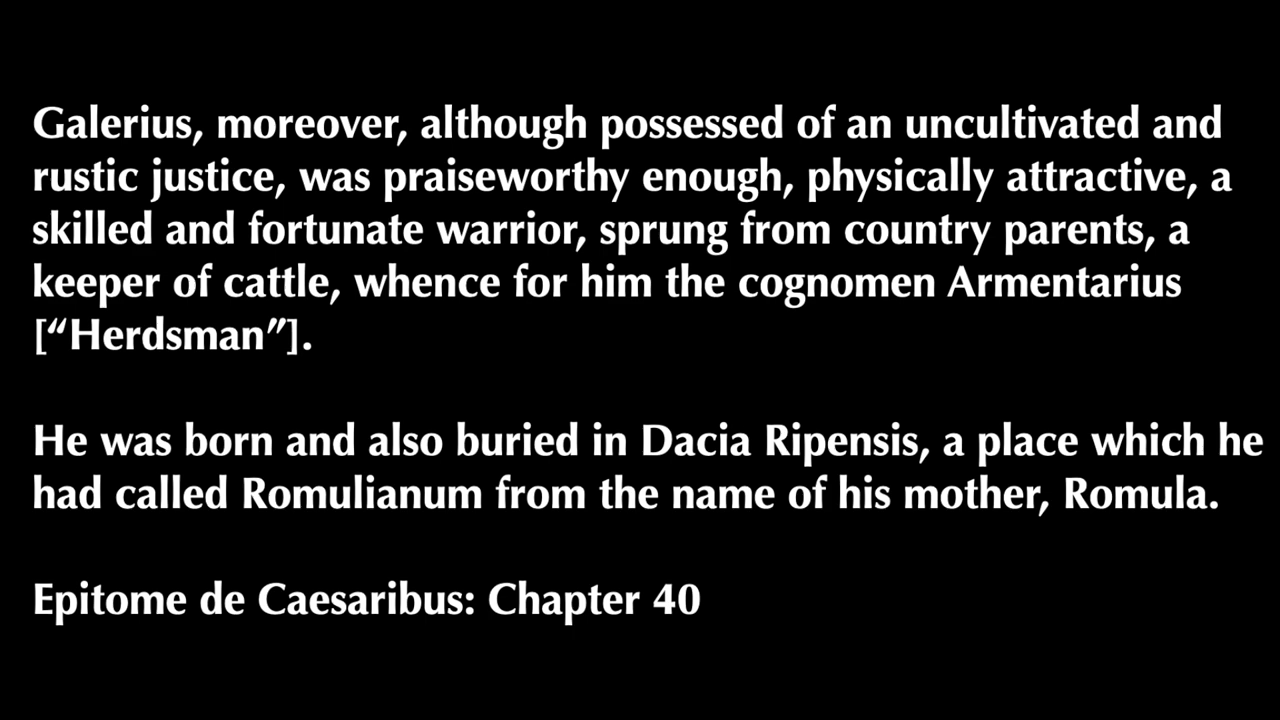 Galerius, moreover, although possessed of an uncultivated and
rustic justice, was praiseworthy enough, physically attractive, a
skilled and fortunate warrior, sprung from country parents, a
keeper of cattle, whence for him the cognomen Armentarius
[“Herdsman”].
He was born and also buried in Dacia Ripensis, a place which he
had called Romulianum from the name of his mother, Romula.
Epitome de Caesaribus: Chapter 40